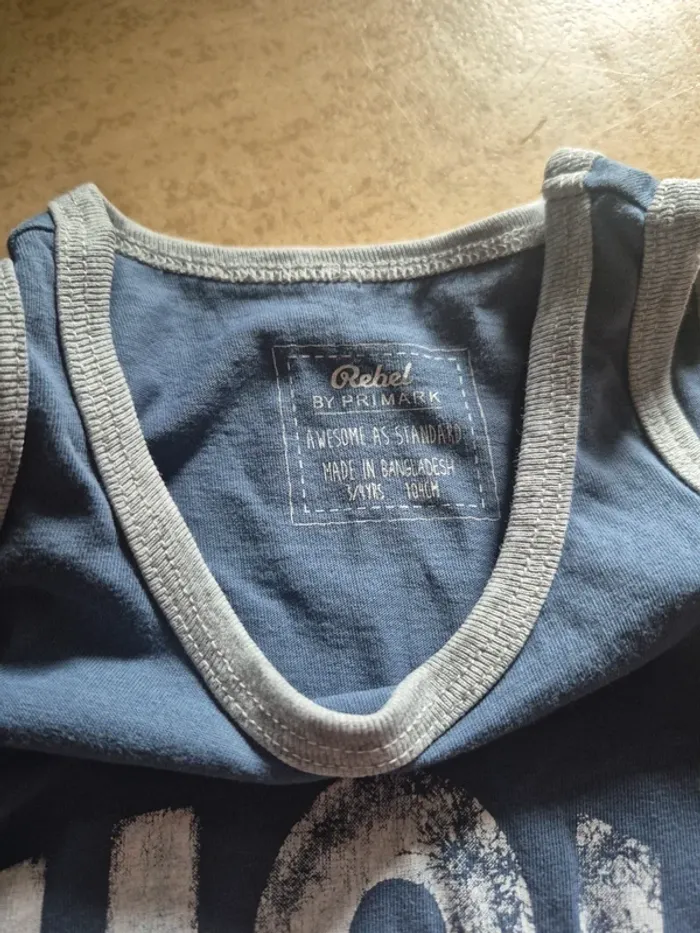 Rebel
BY PRIMARK
AWESOME AS STANDARD
MADE IN BANGLADESH
3/4YRS 104CM